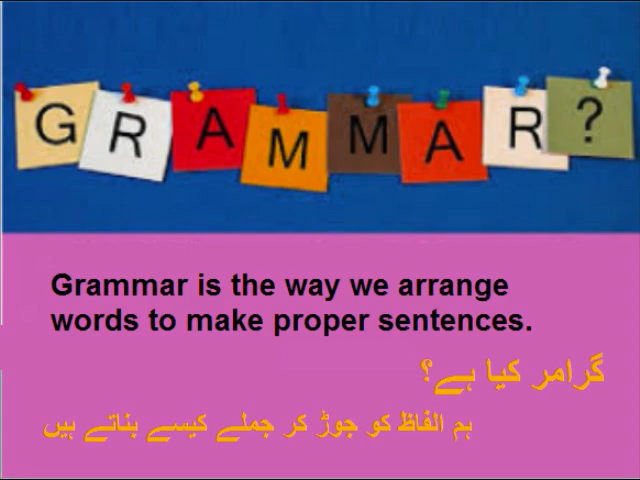 GRAMMAR?
Grammar is the way we arrange
words to make proper sentences.
گرامر کیا ہے؟
ہم الفاظ کو جوڑ کر جملے کیسے بناتے ہیں